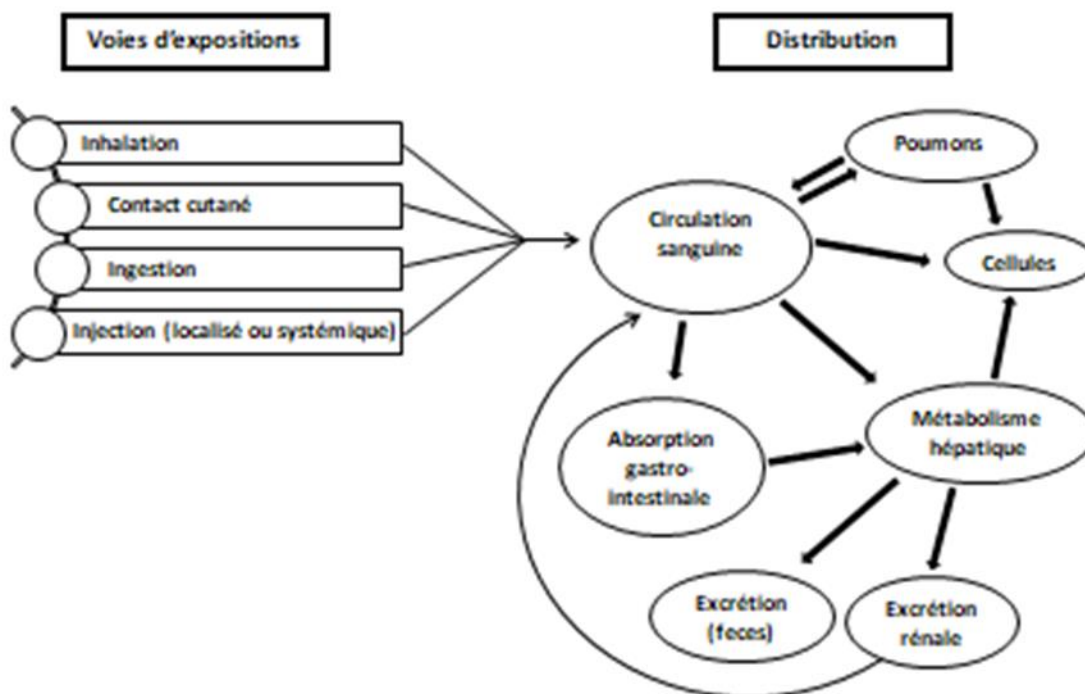 Voies d'expositions
Distribution
Inhalation
Contact cutané
Ingestion
Injection (localisé ou systémique)
Poumons
Circulation
sanguine
Cellules
Métabolisme
hépatique
Absorption
gastro-
intestinale
Excrétion
(feces)
Excrétion
rénale